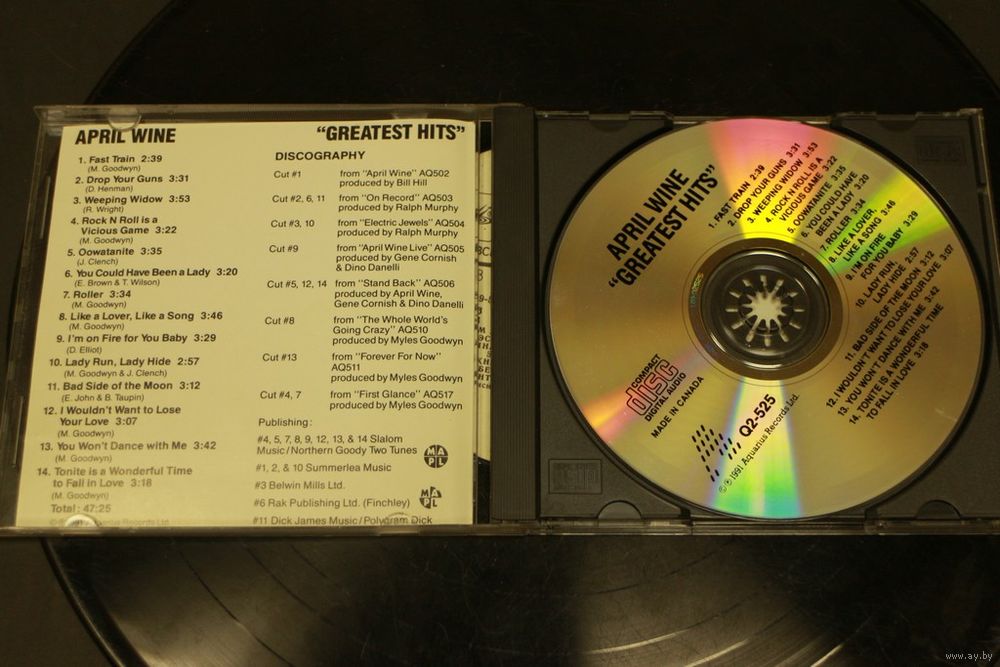 APRIL WINE
"GREATEST HITS"
1. Fast Train 2:39
(M. Goodwyn)
2. Drop Your Guns 3:31
(D. Henman)
3. Weeping Widow 3:53
(R. Wright)
4. Rock N Roll is a
Vicious Game 3:22
(M. Goodwyn)
5. Oowatanite 3:35
(J. Clench)
6. You Could Have Been a Lady 3:20
(E. Brown & T. Wilson)
7. Roller 3:34
(M. Goodwyn)
8. Like a Lover, Like a Song 3:46
(M. Goodwyn)
9. I'm on Fire for You Baby 3:29
(D. Elliot)
10. Lady Run, Lady Hide 2:57
(M. Goodwyn & J. Clench)
11. Bad Side of the Moon 3:12
(E. John & B. Taupin)
12. I Wouldn't Want to Lose
Your Love 3:07
(M. Goodwyn)
13. You Won't Dance with Me 3:42
(M. Goodwyn)
14. Tonite is a Wonderful Time
to Fall in Love 3:18
(M. Goodwyn)
Total: 47:25
Aquarius Records Ltd
DISCOGRAPHY
Cut #1 from "April Wine" AQ502
produced by Bill Hill
Cut #2, 6, 11 from "On Record" AQ503
produced by Ralph Murphy
Cut #3, 10 from "Electric Jewels" AQ504
produced by Ralph Murphy
Cut #9 from "April Wine Live" AQ505
produced by Gene Cornish
& Dino Danelli
Cut #5, 12, 14 from "Stand Back" AQ506
produced by April Wine,
Gene Cornish & Dino Danelli
Cut #8 from "The Whole World's
Going Crazy" AQ510
produced by Myles Goodwyn
Cut #13 from "Forever For Now"
AQ511
produced by Myles Goodwyn
Cut #4, 7 from "First Glance" AQ517
produced by Myles Goodwyn
Publishing:
#4, 5, 7, 8, 9, 12, 13, & 14 Slalom
Music/Northern Goody Two Tunes
MAPL
#1, 2, & 10 Summerlea Music
#3 Belwin Mills Ltd.
#6 Rak Publishing Ltd. (Finchley)
MAPL
#11 Dick James Music/Polygram Dick
APRIL WINE
"GREATEST HITS"
1. FAST TRAIN 2:39
2. DROP YOUR GUNS 3:31
3. WEEPING WIDOW 3:53
4. ROCK N ROLL IS A
VICIOUS GAME 3:22
5. OOWATANITE 3:35
6. YOU COULD HAVE
BEEN A LADY 3:20
7. ROLLER 3:34
8. LIKE A LOVER,
LIKE A SONG 3:46
9. I'M ON FIRE
FOR YOU BABY 3:29
10. LADY RUN,
LADY HIDE 2:57
11. BAD SIDE OF THE MOON 3:12
12. I WOULDN'T WANT TO LOSE YOUR LOVE 3:07
13. YOU WON'T DANCE WITH ME 3:42
14. TONITE IS A WONDERFUL TIME
TO FALL IN LOVE 3:18
COMPACT
disc
DIGITAL AUDIO
MADE IN CANADA
Q2-525
© ℗ 1991 Aquarius Records Ltd.
www.ay.by